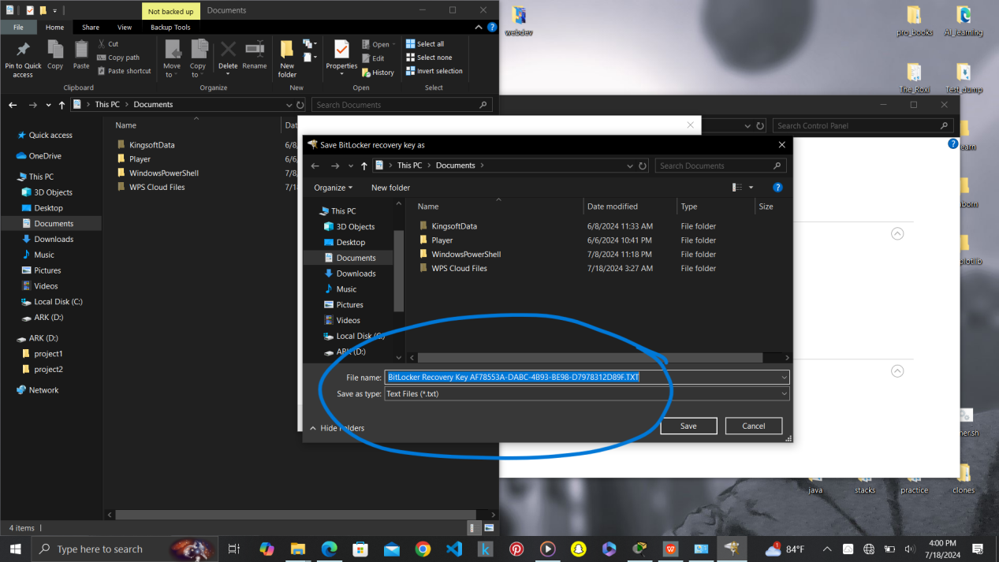 Not backed up
Documents
File
Home
Share
View
Backup Tools
Pin to Quick access
Copy
Paste
Cut
Copy path
Paste shortcut
Clipboard
Move to
Copy to
Delete
Rename
Organize
New folder
New
Properties
Open
Edit
History
Open
Select all
Select none
Invert selection
Select
This PC > Documents
Search Documents
Quick access
OneDrive
This PC
3D Objects
Desktop
Documents
Downloads
Music
Pictures
Videos
Local Disk (C:)
ARK (D:)
ARK (D:)
project1
project2
Network
Name
KingsoftData 6/8,
Player 6/6,
WindowsPowerShell 7/8,
WPS Cloud Files
4 items
webdev
pro_books
AI_learning
The_Roxi
Test_dump
Search Control Panel
Save BitLocker recovery key as
This PC > Documents >
Search Documents
Organize
New folder
This PC
3D Objects
Desktop
Documents
Downloads
Music
Pictures
Videos
Local Disk (C:)
ARK (D:)
Name Date modified Type Size
KingsoftData 6/8/2024 11:33 AM File folder
Player 6/6/2024 10:41 PM File folder
WindowsPowerShell 7/8/2024 11:18 PM File folder
WPS Cloud Files 7/18/2024 3:27 AM File folder
File name: BitLocker Recovery Key AF78553A-DABC-4B93-BE98-D7978312D89F.TXT
Save as type: Text Files (*.txt)
Hide Folders
Save
Cancel
java
stacks
practice
clones
Type here to search
84°F
4:00 PM
7/18/2024